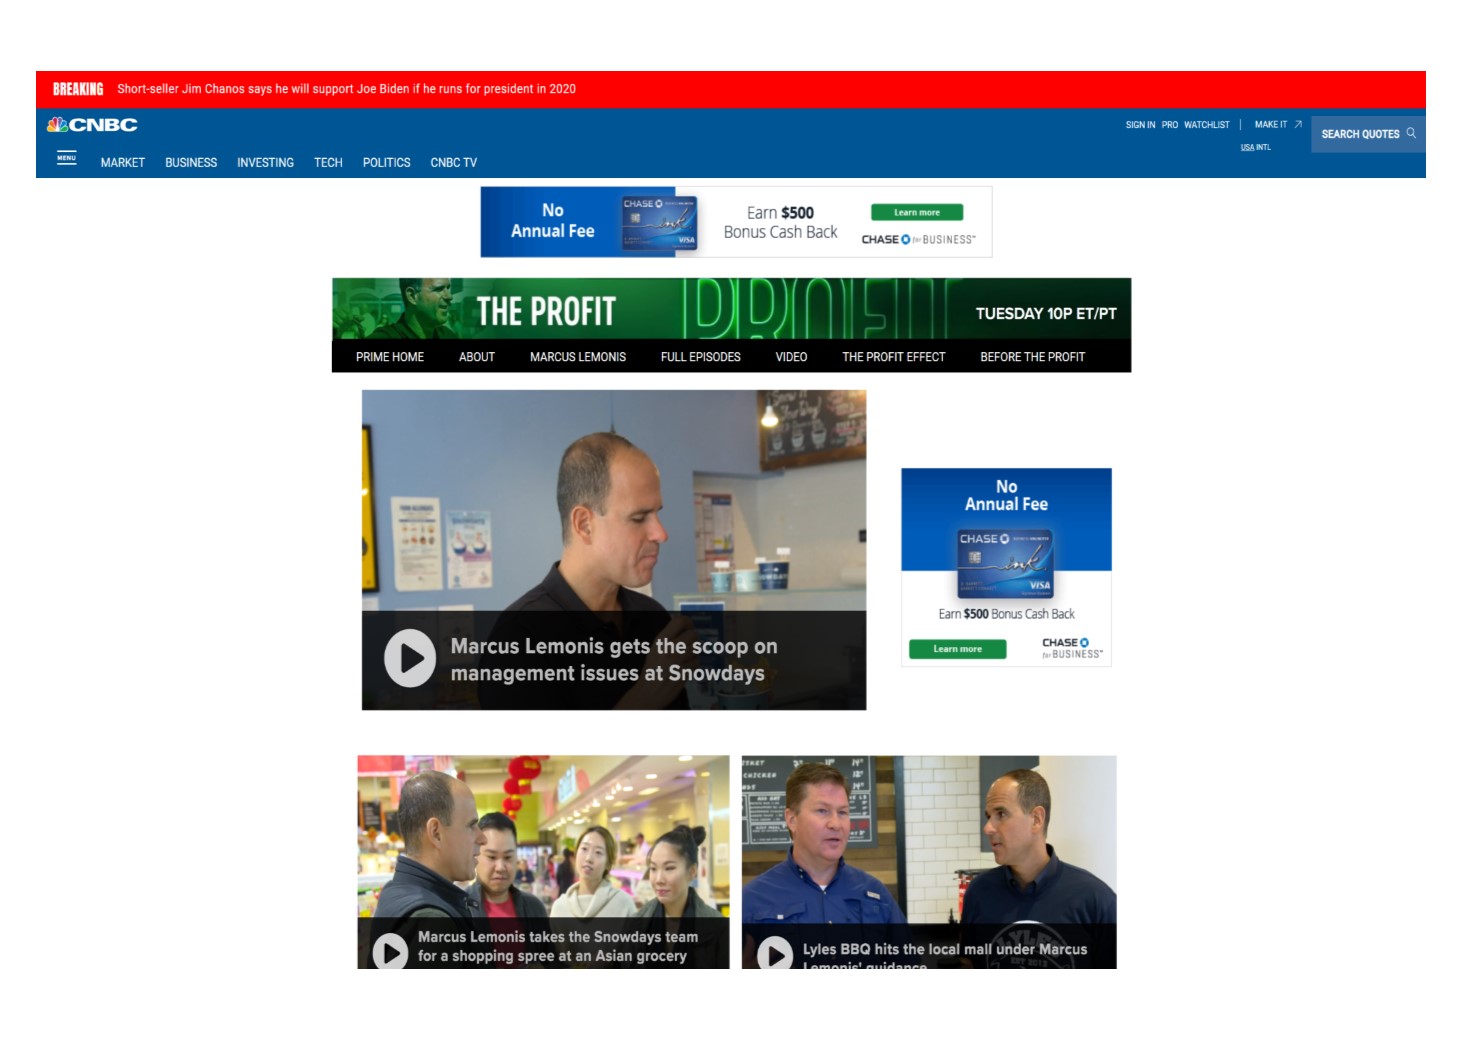 BREAKING Short-seller Jim Chanos says he will support Joe Biden if he runs for president in 2020
CNBC
SIGN IN PRO WATCHLIST | MAKE IT
SEARCH QUOTES
USA INTL
MENU MARKET BUSINESS INVESTING TECH POLITICS CNBC TV
No
Annual Fee
CHASE
ink
VISA
Earn $500
Bonus Cash Back
Learn more
CHASE for BUSINESS
THE PROFIT
PROFIT
TUESDAY 10P ET/PT
PRIME HOME ABOUT MARCUS LEMONIS FULL EPISODES VIDEO THE PROFIT EFFECT BEFORE THE PROFIT
Marcus Lemonis gets the scoop on
management issues at Snowdays
No
Annual Fee
CHASE
ink
VISA
Earn $500 Bonus Cash Back
Learn more
CHASE
for BUSINESS
Marcus Lemonis takes the Snowdays team
for a shopping spree at an Asian grocery
CHICKEN
LYLES
Lyles BBQ hits the local mall under Marcus
Lemonis' guidance